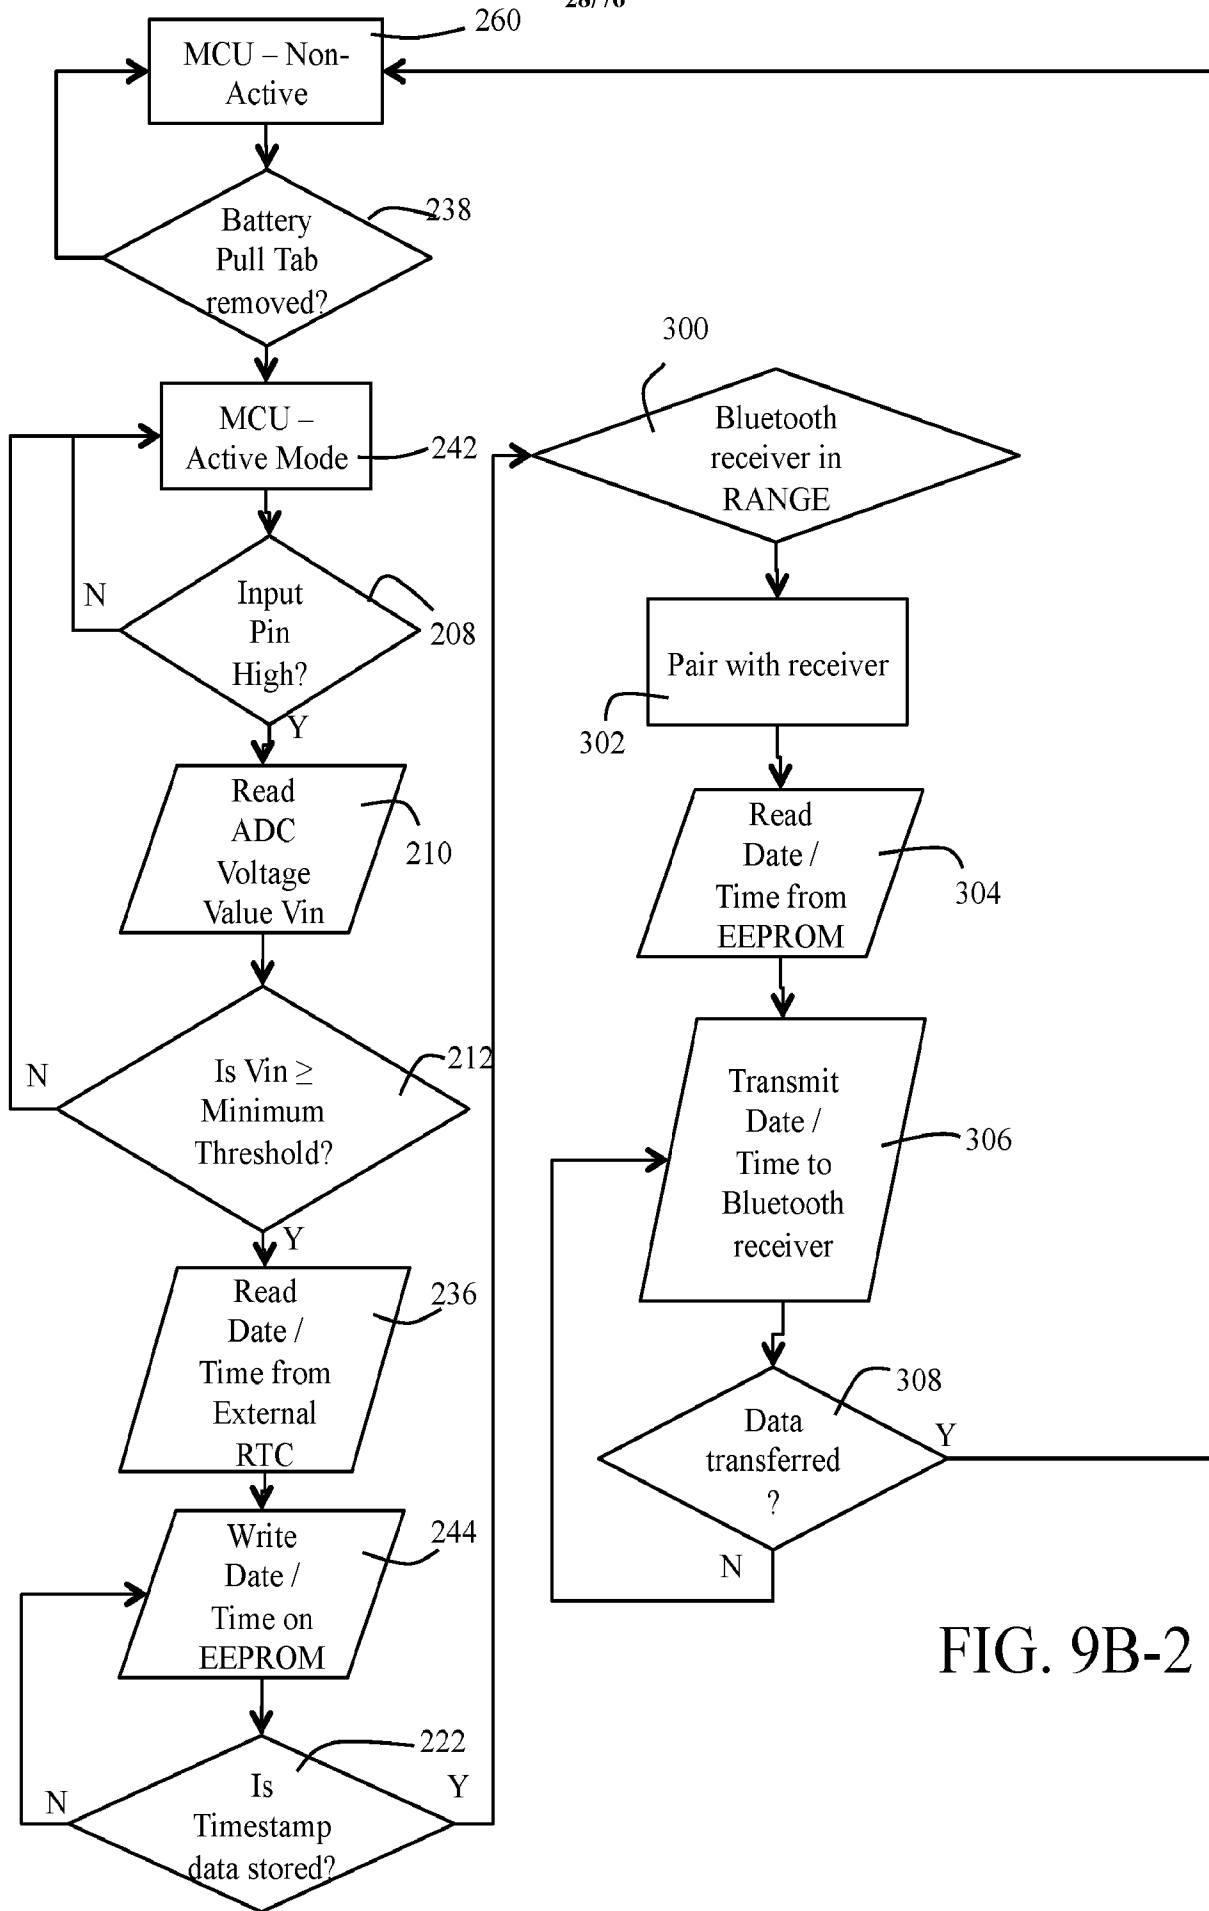 28/76
260
MCU – Non-
Active
238
Battery
Pull Tab
removed?
MCU –
Active Mode
242
N
Input
Pin
High?
208
Y
Read
ADC
Voltage
Value Vin
210
N
Is Vin ≥
Minimum
Threshold?
212
Y
Read
Date /
Time from
External
RTC
236
Write
Date /
Time on
EEPROM
244
222
N
Is
Timestamp
data stored?
Y
300
Bluetooth
receiver in
RANGE
Pair with receiver
302
Read
Date /
Time from
EEPROM
304
Transmit
Date /
Time to
Bluetooth
receiver
306
308
Data
transferred
?
Y
N
FIG. 9B-2